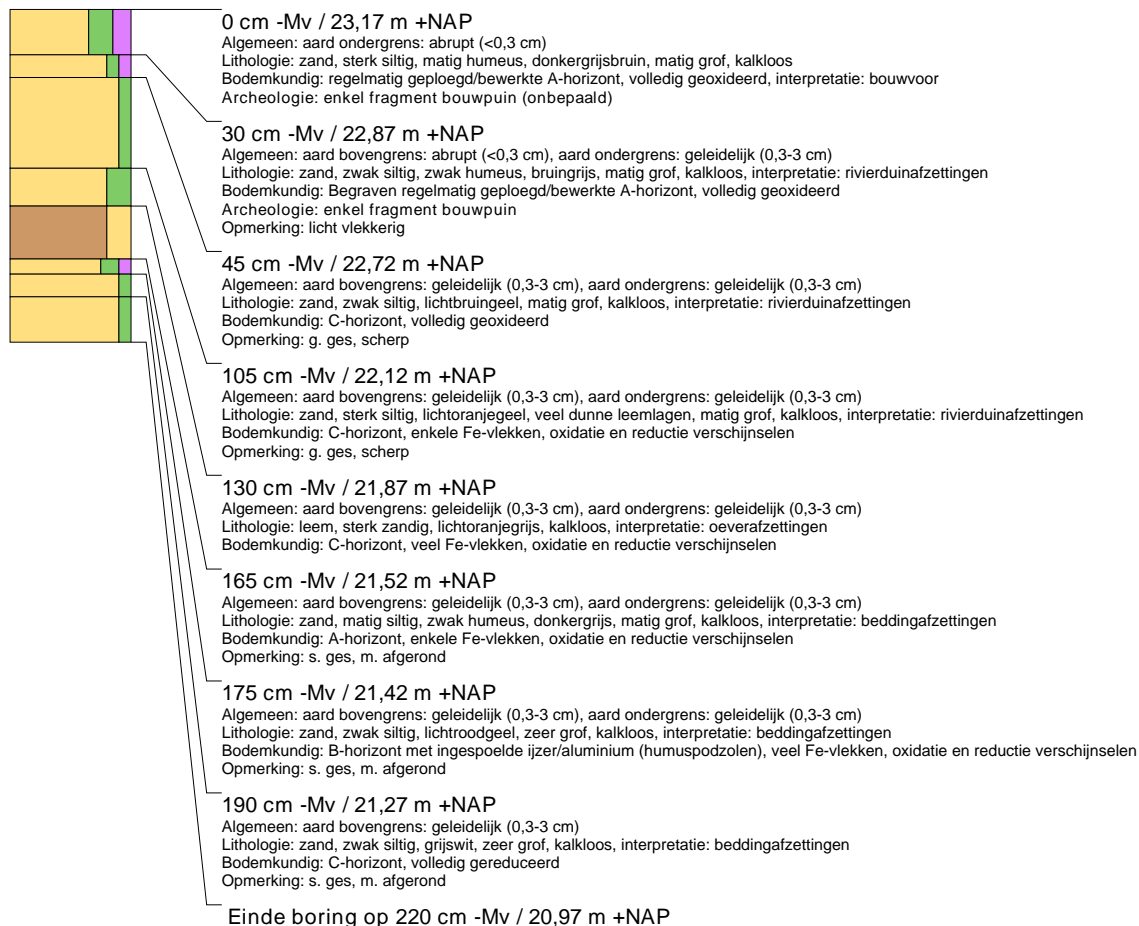 0 cm -Mv / 23,17 m +NAP
Algemeen: aard ondergrens: abrupt (<0,3 cm)
Lithologie: zand, sterk siltig, matig humeus, donkergrijsbruin, matig grof, kalkloos
Bodemkundig: regelmatig geploegd/bewerkte A-horizont, volledig geoxideerd, interpretatie: bouwvoor
Archeologie: enkel fragment bouwpuin (onbepaald)
30 cm -Mv / 22,87 m +NAP
Algemeen: aard bovengrens: abrupt (<0,3 cm), aard ondergrens: geleidelijk (0,3-3 cm)
Lithologie: zand, zwak siltig, zwak humeus, bruingrijs, matig grof, kalkloos, interpretatie: rivierduinafzettingen
Bodemkundig: Begraven regelmatig geploegd/bewerkte A-horizont, volledig geoxideerd
Archeologie: enkel fragment bouwpuin
Opmerking: licht vlekkerig
45 cm -Mv / 22,72 m +NAP
Algemeen: aard bovengrens: geleidelijk (0,3-3 cm), aard ondergrens: geleidelijk (0,3-3 cm)
Lithologie: zand, zwak siltig, lichtbruingeel, matig grof, kalkloos, interpretatie: rivierduinafzettingen
Bodemkundig: C-horizont, volledig geoxideerd
Opmerking: g. ges, scherp
105 cm -Mv / 22,12 m +NAP
Algemeen: aard bovengrens: geleidelijk (0,3-3 cm), aard ondergrens: geleidelijk (0,3-3 cm)
Lithologie: zand, sterk siltig, lichtoranjegeel, veel dunne leemlagen, matig grof, kalkloos, interpretatie: rivierduinafzettingen
Bodemkundig: C-horizont, enkele Fe-vlekken, oxidatie en reductie verschijnselen
Opmerking: g. ges, scherp
130 cm -Mv / 21,87 m +NAP
Algemeen: aard bovengrens: geleidelijk (0,3-3 cm), aard ondergrens: geleidelijk (0,3-3 cm)
Lithologie: leem, sterk zandig, lichtoranjegrijs, kalkloos, interpretatie: oeverafzettingen
Bodemkundig: C-horizont, veel Fe-vlekken, oxidatie en reductie verschijnselen
165 cm -Mv / 21,52 m +NAP
Algemeen: aard bovengrens: geleidelijk (0,3-3 cm), aard ondergrens: geleidelijk (0,3-3 cm)
Lithologie: zand, matig siltig, zwak humeus, donkergrijs, matig grof, kalkloos, interpretatie: beddingafzettingen
Bodemkundig: A-horizont, enkele Fe-vlekken, oxidatie en reductie verschijnselen
Opmerking: s. ges, m. afgerond
175 cm -Mv / 21,42 m +NAP
Algemeen: aard bovengrens: geleidelijk (0,3-3 cm), aard ondergrens: geleidelijk (0,3-3 cm)
Lithologie: zand, zwak siltig, lichtroodgeel, zeer grof, kalkloos, interpretatie: beddingafzettingen
Bodemkundig: B-horizont met ingespoelde ijzer/aluminium (humuspodzolen), veel Fe-vlekken, oxidatie en reductie verschijnselen
Opmerking: s. ges, m. afgerond
190 cm -Mv / 21,27 m +NAP
Algemeen: aard bovengrens: geleidelijk (0,3-3 cm)
Lithologie: zand, zwak siltig, grijswit, zeer grof, kalkloos, interpretatie: beddingafzettingen
Bodemkundig: C-horizont, volledig gereduceerd
Opmerking: s. ges, m. afgerond
Einde boring op 220 cm -Mv / 20,97 m +NAP